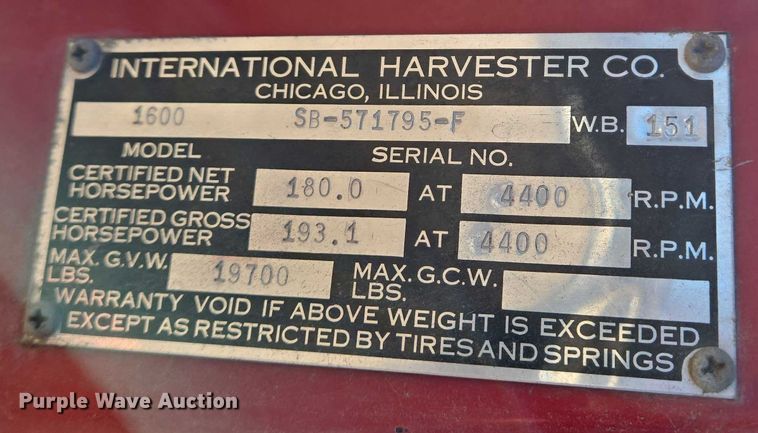 INTERNATIONAL HARVESTER CO.
CHICAGO, ILLINOIS
1600 SB-571795-F W.B. 151
MODEL SERIAL NO.
CERTIFIED NET HORSEPOWER 180.0 AT 4400 R.P.M.
CERTIFIED GROSS HORSEPOWER 193.1 AT 4400 R.P.M.
MAX. G.V.W. LBS. 19700 MAX. G.C.W. LBS.
WARRANTY VOID IF ABOVE WEIGHT IS EXCEEDED
EXCEPT AS RESTRICTED BY TIRES AND SPRINGS
Purple Wave Auction